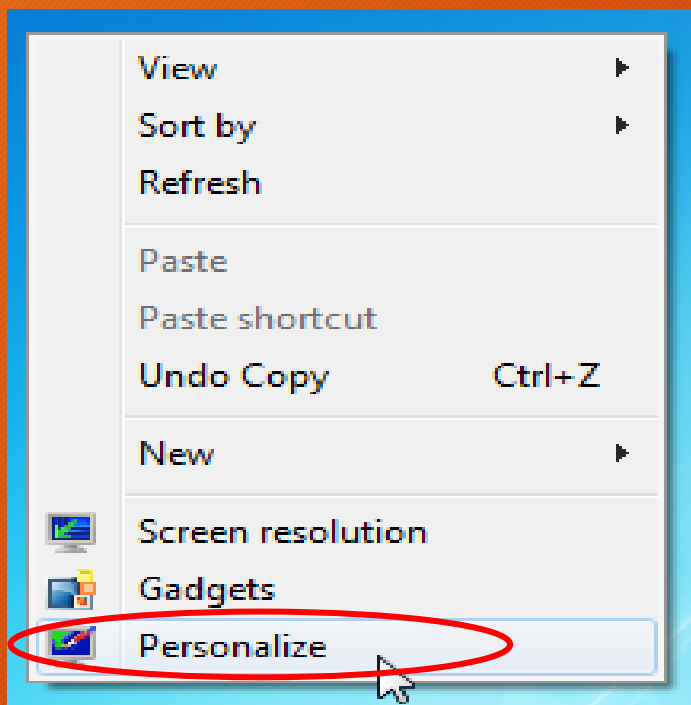 View
Sort by
Refresh
Paste
Paste shortcut
Undo Copy Ctrl+Z
New
Screen resolution
Gadgets
Personalize